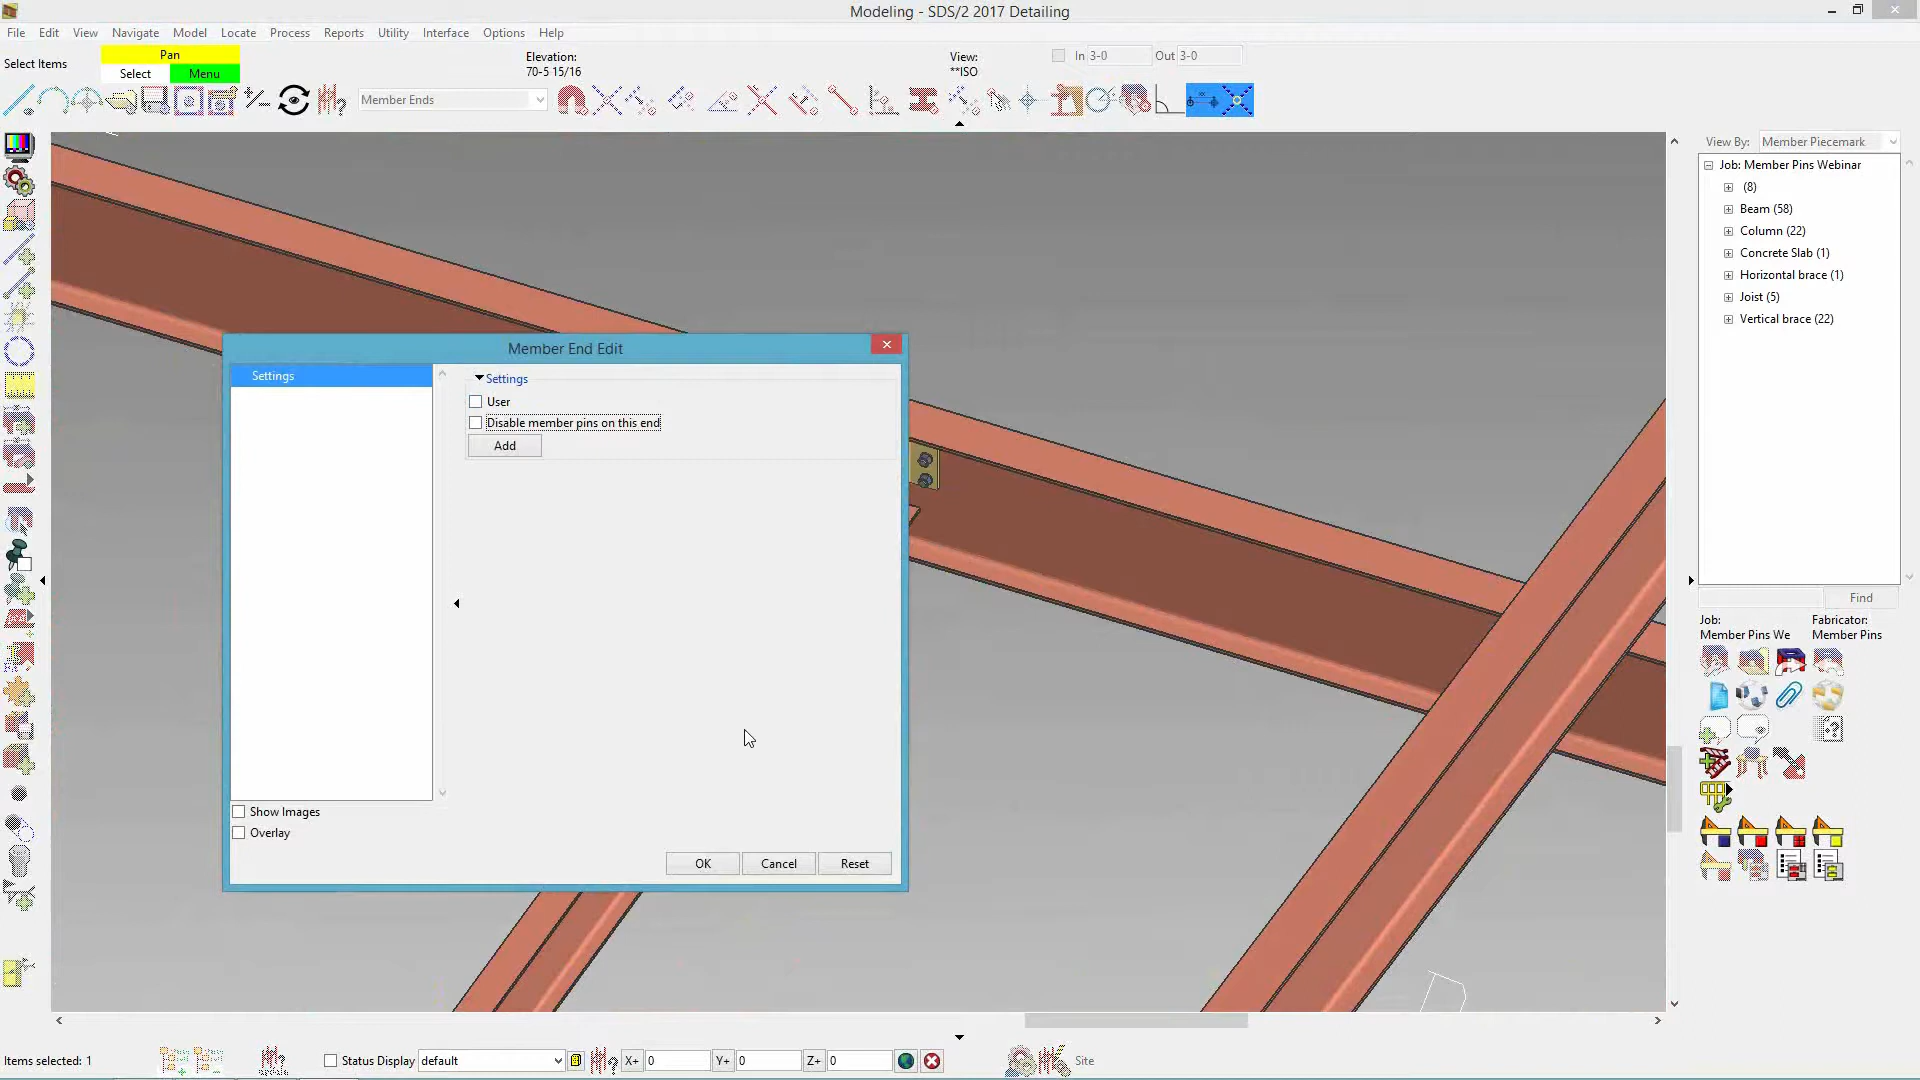 Modeling - SDS/2 2017 Detailing
File Edit View Navigate Model Locate Process Reports Utility Interface Options Help
Select Items
Pan
Select Menu
Elevation:
70-5 15/16
View:
**ISO
In 3-0 Out 3-0
Member Ends
View By: Member Piecemark
Job: Member Pins Webinar
(8)
Beam (58)
Column (22)
Concrete Slab (1)
Horizontal brace (1)
Joist (5)
Vertical brace (22)
Member End Edit
Settings
Settings
User
Disable member pins on this end
Add
Show Images
Overlay
OK Cancel Reset
Find
Job: Fabricator:
Member Pins We Member Pins
Items selected: 1
Status Display default
X+ 0 Y+ 0 Z+ 0
Site